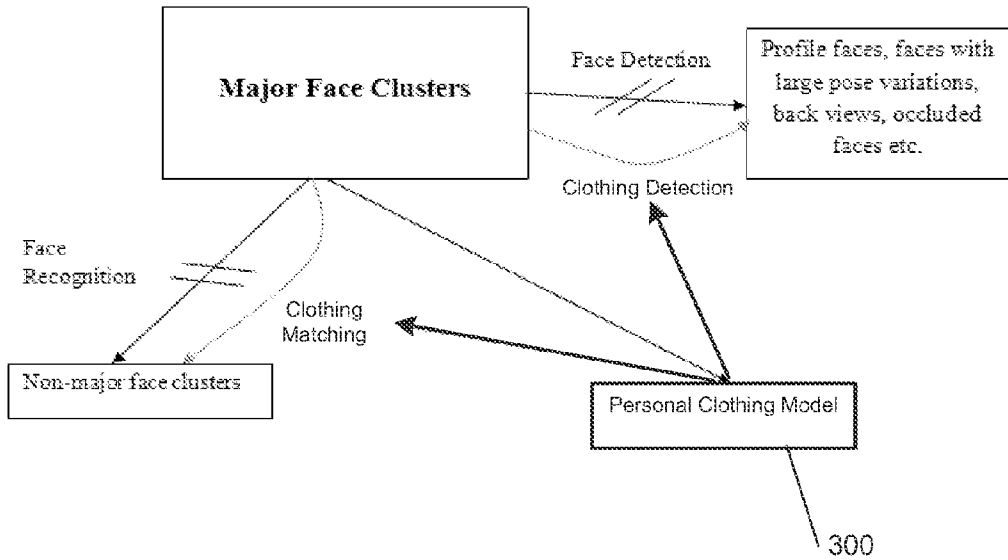 Major Face Clusters
Face Detection
Profile faces, faces with
large pose variations,
back views, occluded
faces etc.
Clothing Detection
Face
Recognition
Clothing
Matching
Non-major face clusters
Personal Clothing Model
300